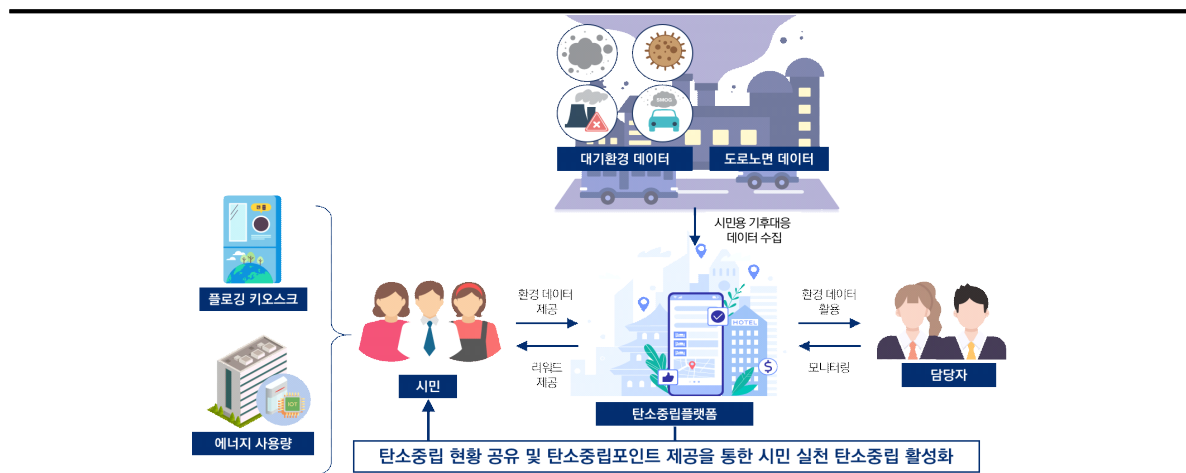 SMOG
대기환경 데이터
도로노면 데이터
시민용 기후대응
데이터 수집
플로깅 키오스크
환경 데이터
제공
리워드
제공
HOTEL
환경 데이터
활용
모니터링
시민
담당자
IOT
에너지 사용량
탄소중립플랫폼
탄소중립 현황 공유 및 탄소중립포인트 제공을 통한 시민 실천 탄소중립 활성화